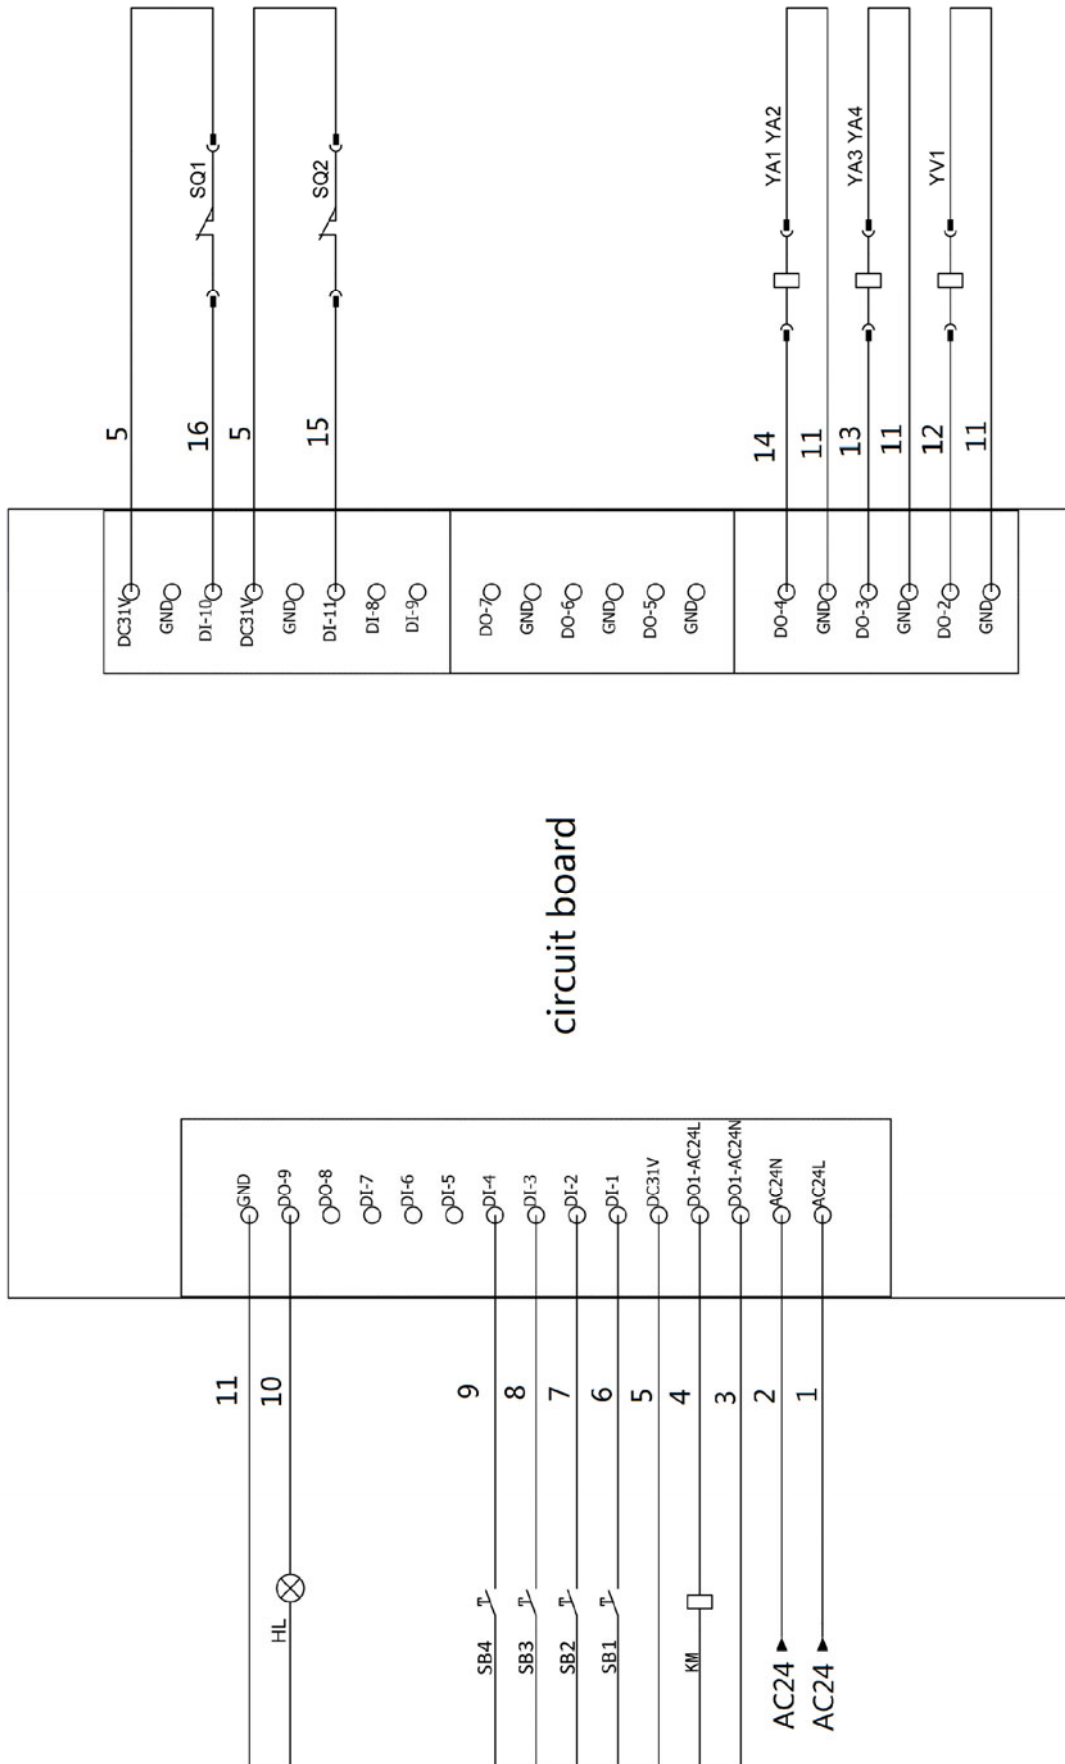 11
GND
HL
10
DO-9
DO-8
DI-7
DI-6
DI-5
SB4
9
DI-4
SB3
8
DI-3
SB2
7
DI-2
SB1
6
DI-1
5
DC31V
KM
4
DO1-AC24L
3
DO1-AC24N
AC24
2
AC24N
AC24
1
AC24L
circuit board
DC31V
5
GND
DI-10
16
SQ1
DC31V
5
GND
DI-11
15
SQ2
DI-8
DI-9
DO-7
GND
DO-6
GND
DO-5
GND
DO-4
14
YA1 YA2
GND
11
DO-3
13
YA3 YA4
GND
11
DO-2
12
YV1
GND
11